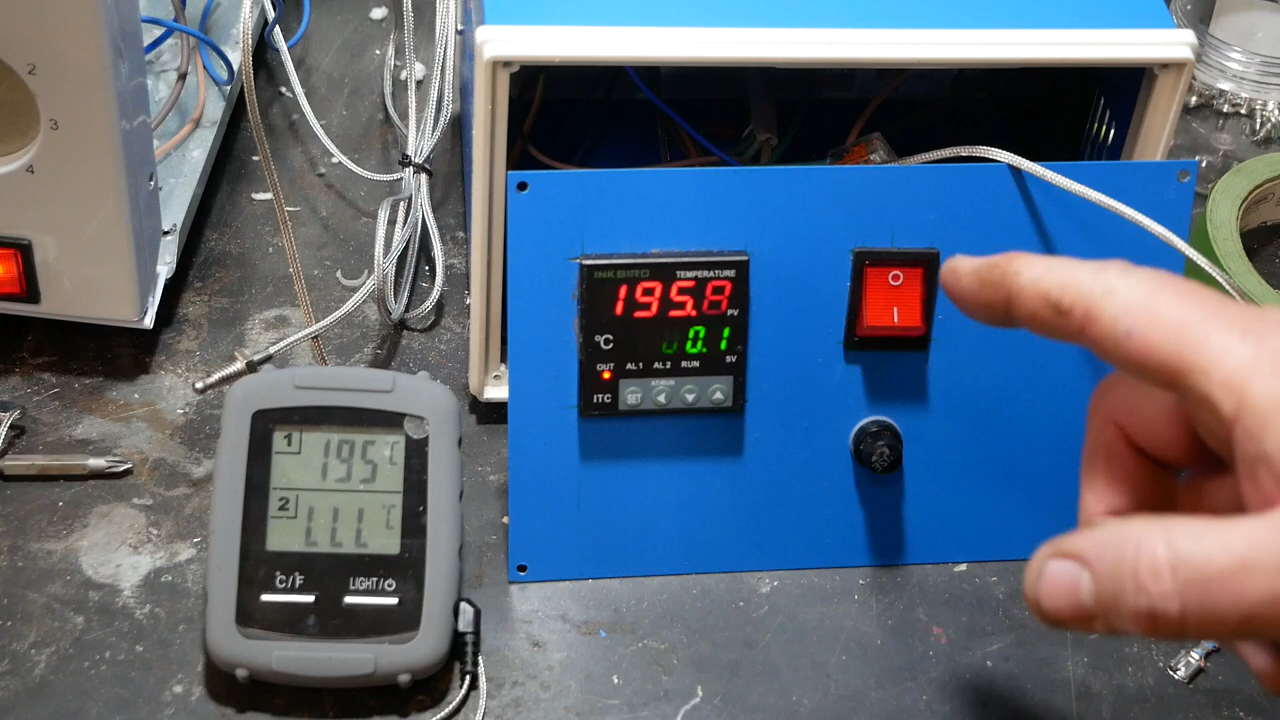 2
3
4
INKBIRD TEMPERATURE
195.8
PV
°C
0.1
SV
OUT AL1 AL2 RUN
ITC
AT/RUN
SET
O
I
1 195 °C
2 LLL °C
C/F LIGHT/